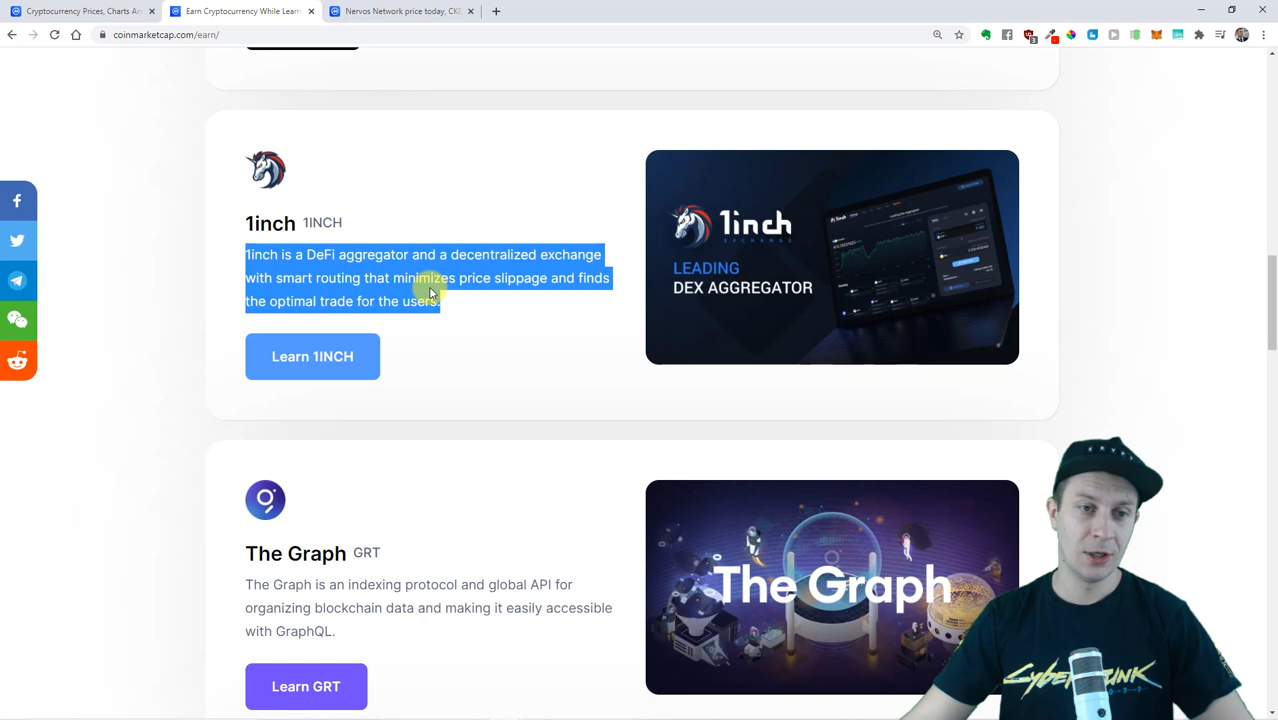 Cryptocurrency Prices, Charts An
Earn Cryptocurrency While Learn
Nervos Network price today, CKB
coinmarketcap.com/earn/
1inch 1INCH
1inch is a DeFi aggregator and a decentralized exchange
with smart routing that minimizes price slippage and finds
the optimal trade for the users.
Learn 1INCH
1inch
EXCHANGE
LEADING
DEX AGGREGATOR
The Graph GRT
The Graph is an indexing protocol and global API for
organizing blockchain data and making it easily accessible
with GraphQL.
Learn GRT
The Graph
CYBERPUNK